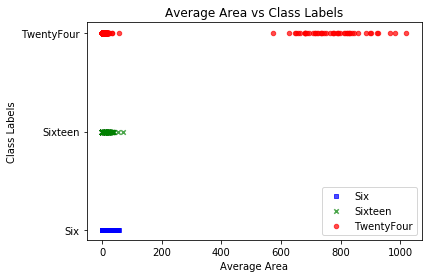 Average Area vs Class Labels
TwentyFour
Sixteen
Six
Class Labels
0 200 400 600 800 1000
Average Area
Six
Sixteen
TwentyFour